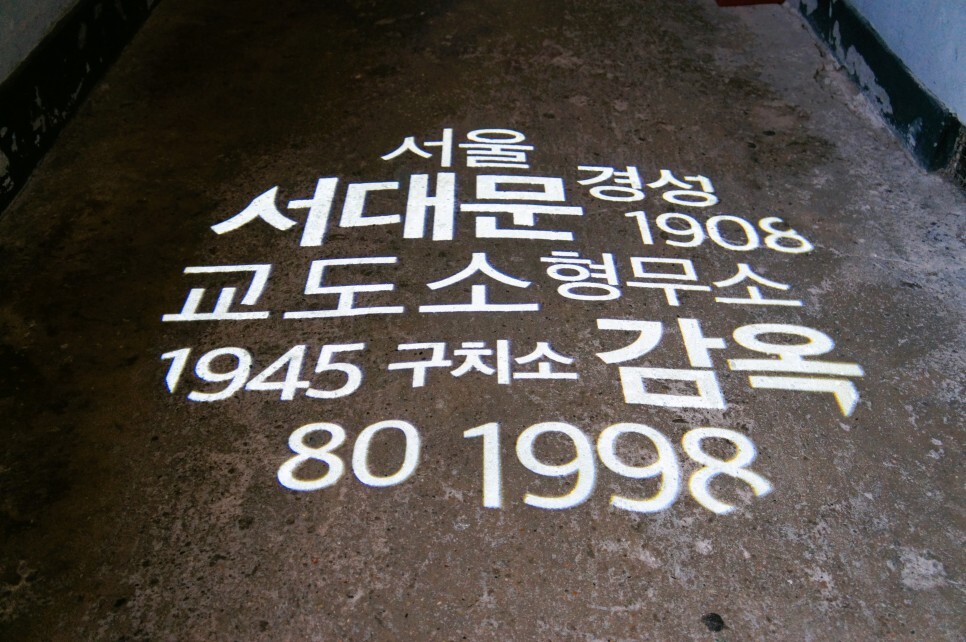 서울
서대문 경성
1908
교도소 형무소
1945 구치소 감옥
80 1998